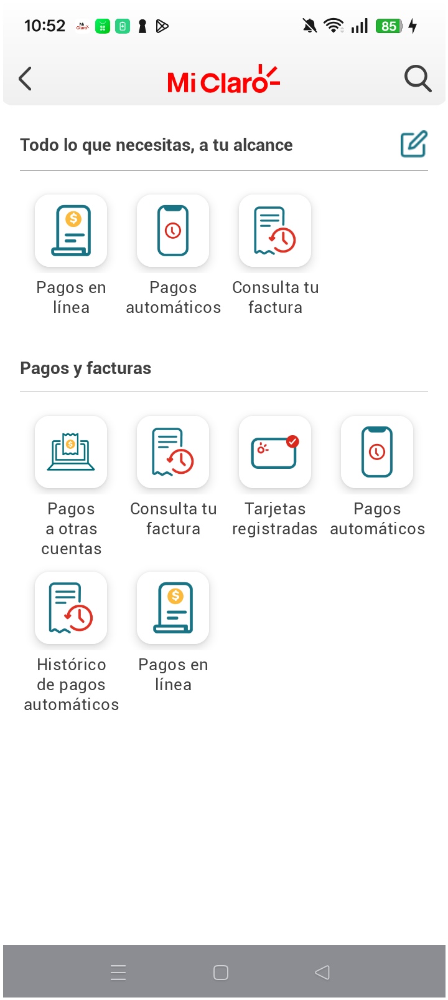 10:52
Mi Claro
85
Mi Claro
Todo lo que necesitas, a tu alcance
Pagos en
línea
Pagos
automáticos
Consulta tu
factura
Pagos y facturas
Pagos
a otras
cuentas
Consulta tu
factura
Tarjetas
registradas
Pagos
automáticos
Histórico
de pagos
automáticos
Pagos en
línea